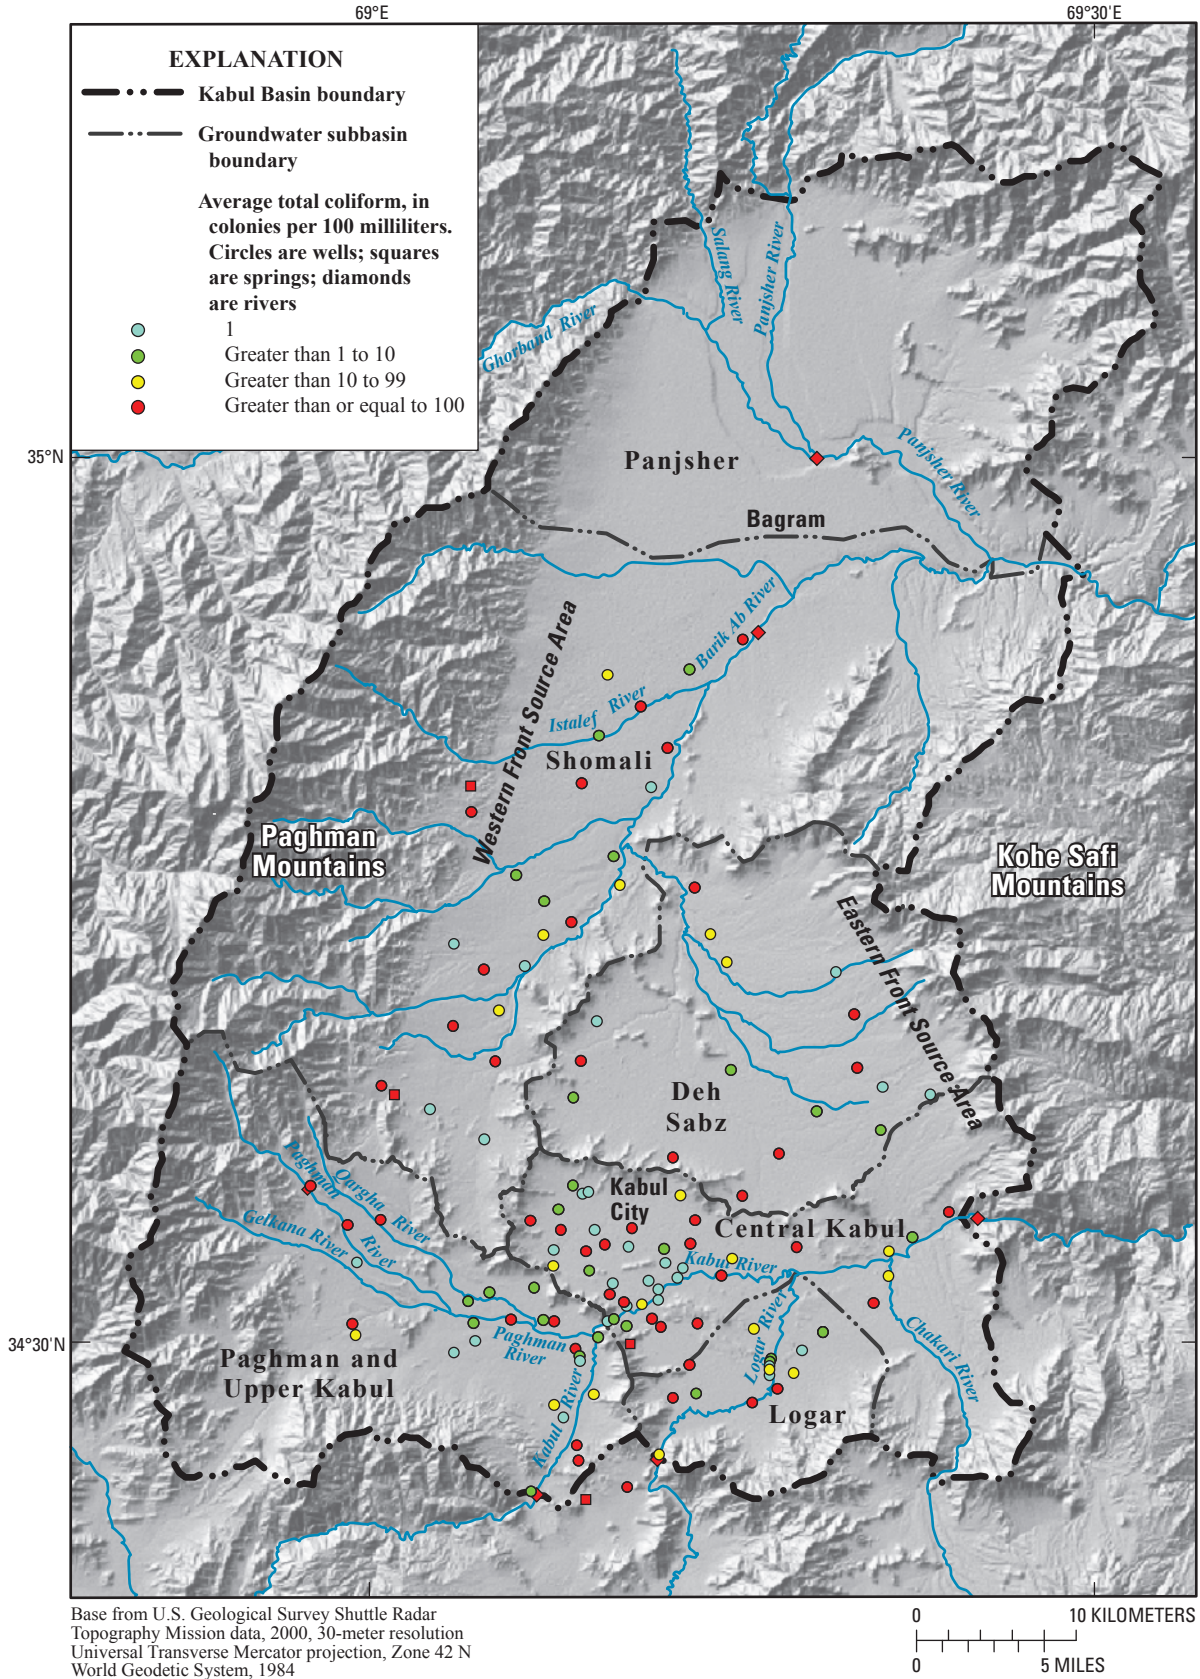 69°E
69°30'E
EXPLANATION
Kabul Basin boundary
Groundwater subbasin
boundary
Average total coliform, in
colonies per 100 milliliters.
Circles are wells; squares
are springs; diamonds
are rivers
1
Greater than 1 to 10
Greater than 10 to 99
Greater than or equal to 100
Salang River
Panjsher River
Ghorband River
35°N
Panjsher
Panjsher River
Bagram
Barik Ab River
Western Front Source Area
Istalef River
Shomali
Paghman
Mountains
Kohe Safi
Mountains
Eastern Front Source Area
Deh
Sabz
Paghman
River
Qargha River
Gelkana River
Kabul
City
Central Kabul
Kabul River
34°30'N
Paghman
River
Logar River
Chakari River
Paghman and
Upper Kabul
Kabul River
Logar
Base from U.S. Geological Survey Shuttle Radar
Topography Mission data, 2000, 30-meter resolution
Universal Transverse Mercator projection, Zone 42 N
World Geodetic System, 1984
0 10 KILOMETERS
0 5 MILES